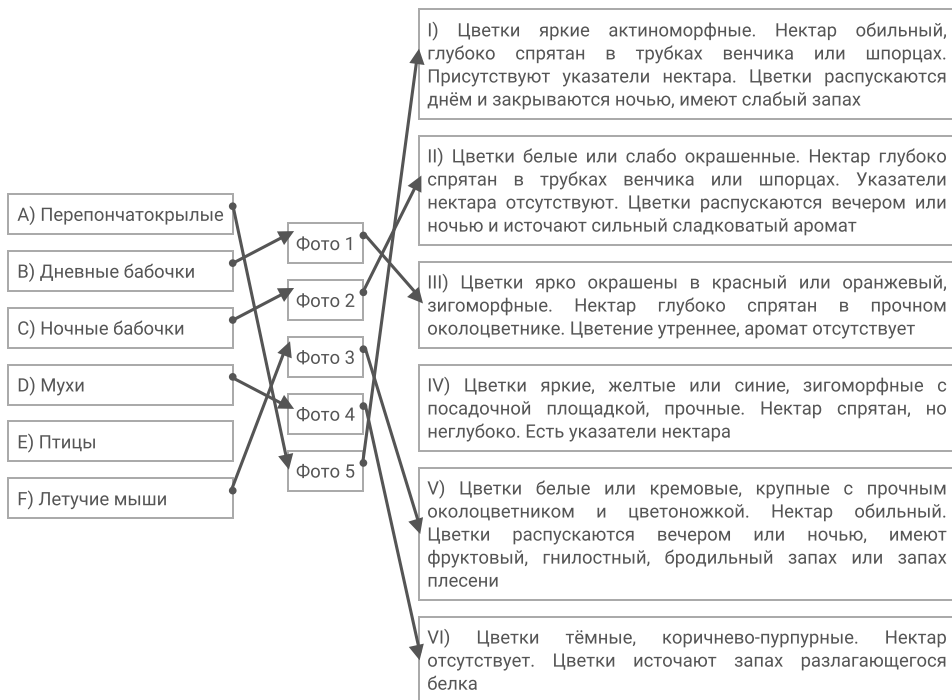 A) Перепончатокрылые
B) Дневные бабочки
C) Ночные бабочки
D) Мухи
E) Птицы
F) Летучие мыши
Фото 1
Фото 2
Фото 3
Фото 4
Фото 5
I) Цветки яркие актиноморфные. Нектар обильный,
глубоко спрятан в трубках венчика или шпорцах.
Присутствуют указатели нектара. Цветки распускаются
днём и закрываются ночью, имеют слабый запах
II) Цветки белые или слабо окрашенные. Нектар глубоко
спрятан в трубках венчика или шпорцах. Указатели
нектара отсутствуют. Цветки распускаются вечером или
ночью и источают сильный сладковатый аромат
III) Цветки ярко окрашены в красный или оранжевый,
зигоморфные. Нектар глубоко спрятан в прочном
околоцветнике. Цветение утреннее, аромат отсутствует
IV) Цветки яркие, желтые или синие, зигоморфные с
посадочной площадкой, прочные. Нектар спрятан, но
неглубоко. Есть указатели нектара
V) Цветки белые или кремовые, крупные с прочным
околоцветником и цветоножкой. Нектар обильный.
Цветки распускаются вечером или ночью, имеют
фруктовый, гнилостный, бродильный запах или запах
плесени
VI) Цветки тёмные, коричнево-пурпурные. Нектар
отсутствует. Цветки источают запах разлагающегося
белка